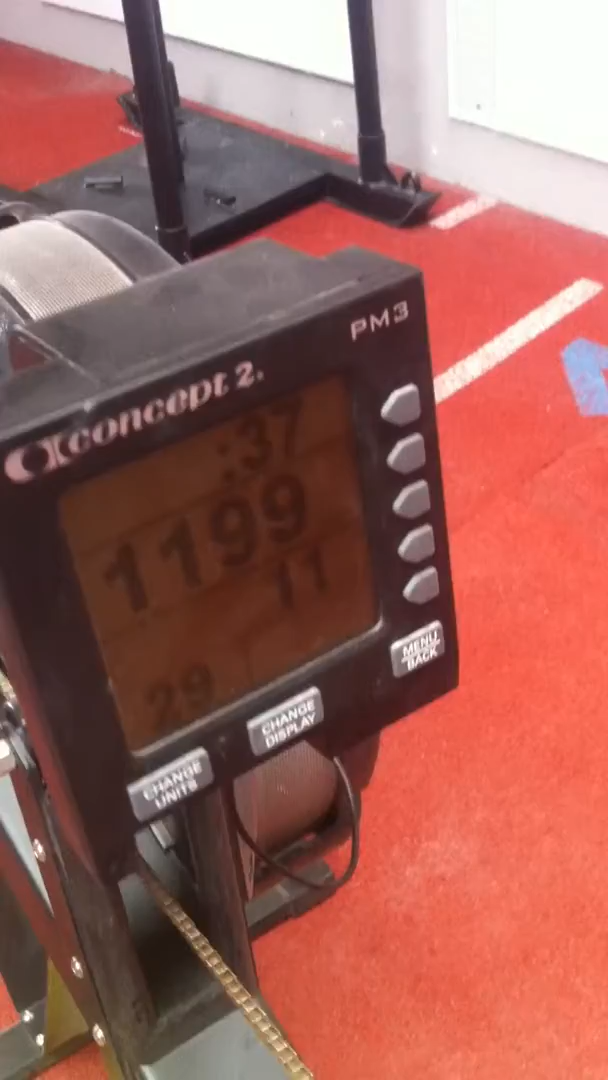 PM3
concept 2.
:37
1199
11
29
MENU
BACK
CHANGE
DISPLAY
CHANGE
UNITS